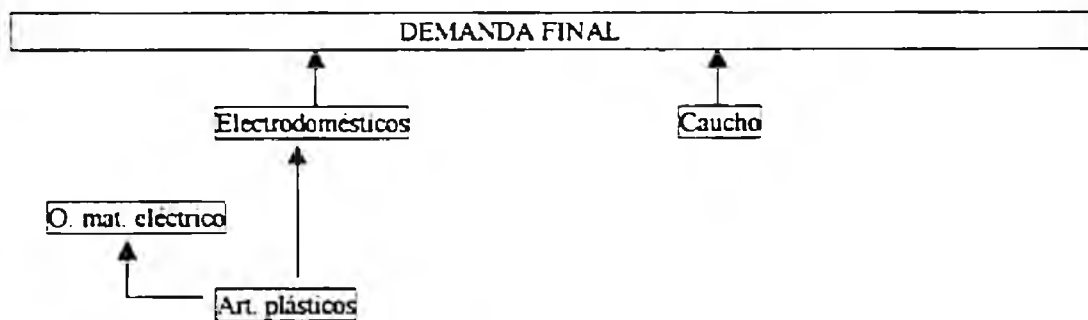 DEMANDA FINAL
Electrodomésticos
Caucho
O. mat. eléctrico
Art. plásticos